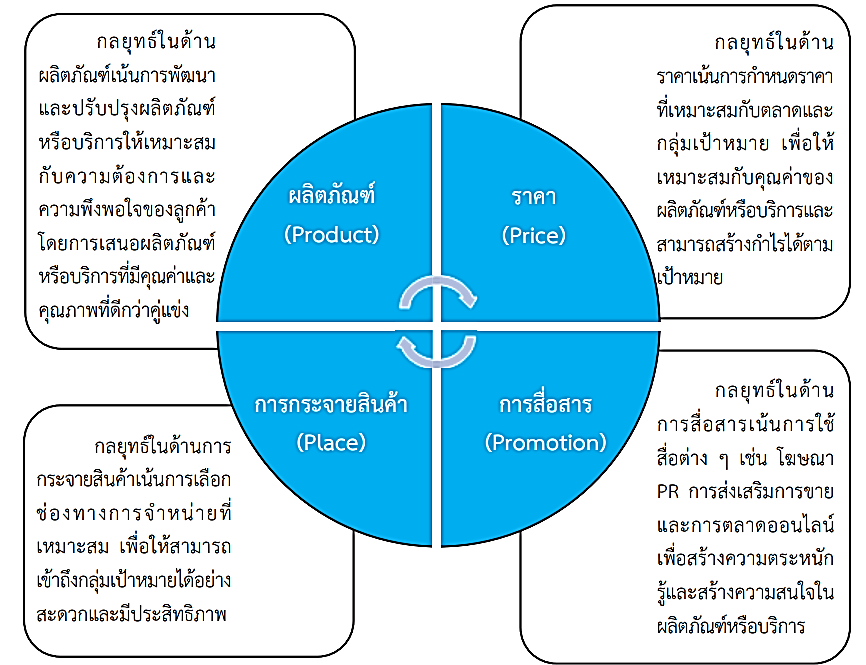 กลยุทธ์ในด้าน
ผลิตภัณฑ์เน้นการพัฒนา
และปรับปรุงผลิตภัณฑ์
หรือบริการให้เหมาะสม
กับความต้องการและ
ความพึงพอใจของลูกค้า
โดยการเสนอผลิตภัณฑ์
หรือบริการที่มีคุณค่าและ
คุณภาพที่ดีกว่าคู่แข่ง
กลยุทธ์ในด้าน
ราคาเน้นการกำหนดราคา
ที่เหมาะสมกับตลาดและ
กลุ่มเป้าหมาย เพื่อให้
เหมาะสมกับคุณค่าของ
ผลิตภัณฑ์หรือบริการและ
สามารถสร้างกำไรได้ตาม
เป้าหมาย
ผลิตภัณฑ์
(Product)
ราคา
(Price)
การกระจายสินค้า
(Place)
การสื่อสาร
(Promotion)
กลยุทธ์ในด้านการ
กระจายสินค้าเน้นการเลือก
ช่องทางการจำหน่ายที่
เหมาะสม เพื่อให้สามารถ
เข้าถึงกลุ่มเป้าหมายได้อย่าง
สะดวกและมีประสิทธิภาพ
กลยุทธ์ในด้าน
การสื่อสารเน้นการใช้
สื่อต่าง ๆ เช่น โฆษณา
PR การส่งเสริมการขาย
และการตลาดออนไลน์
เพื่อสร้างความตระหนัก
รู้และสร้างความสนใจใน
ผลิตภัณฑ์หรือบริการ